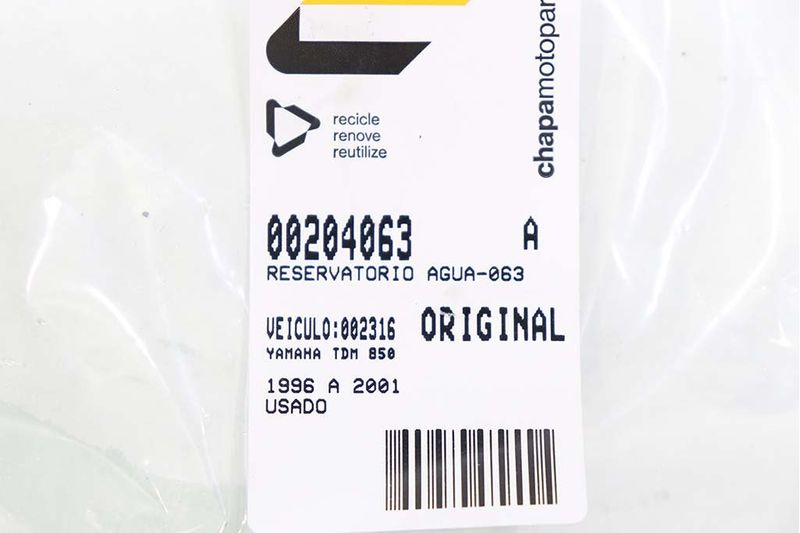 chapamotopar
recicle
renove
reutilize
00204063 A
RESERVATORIO AGUA-063
VEICULO:002316 ORIGINAL
YAMAHA TDM 850
1996 A 2001
USADO